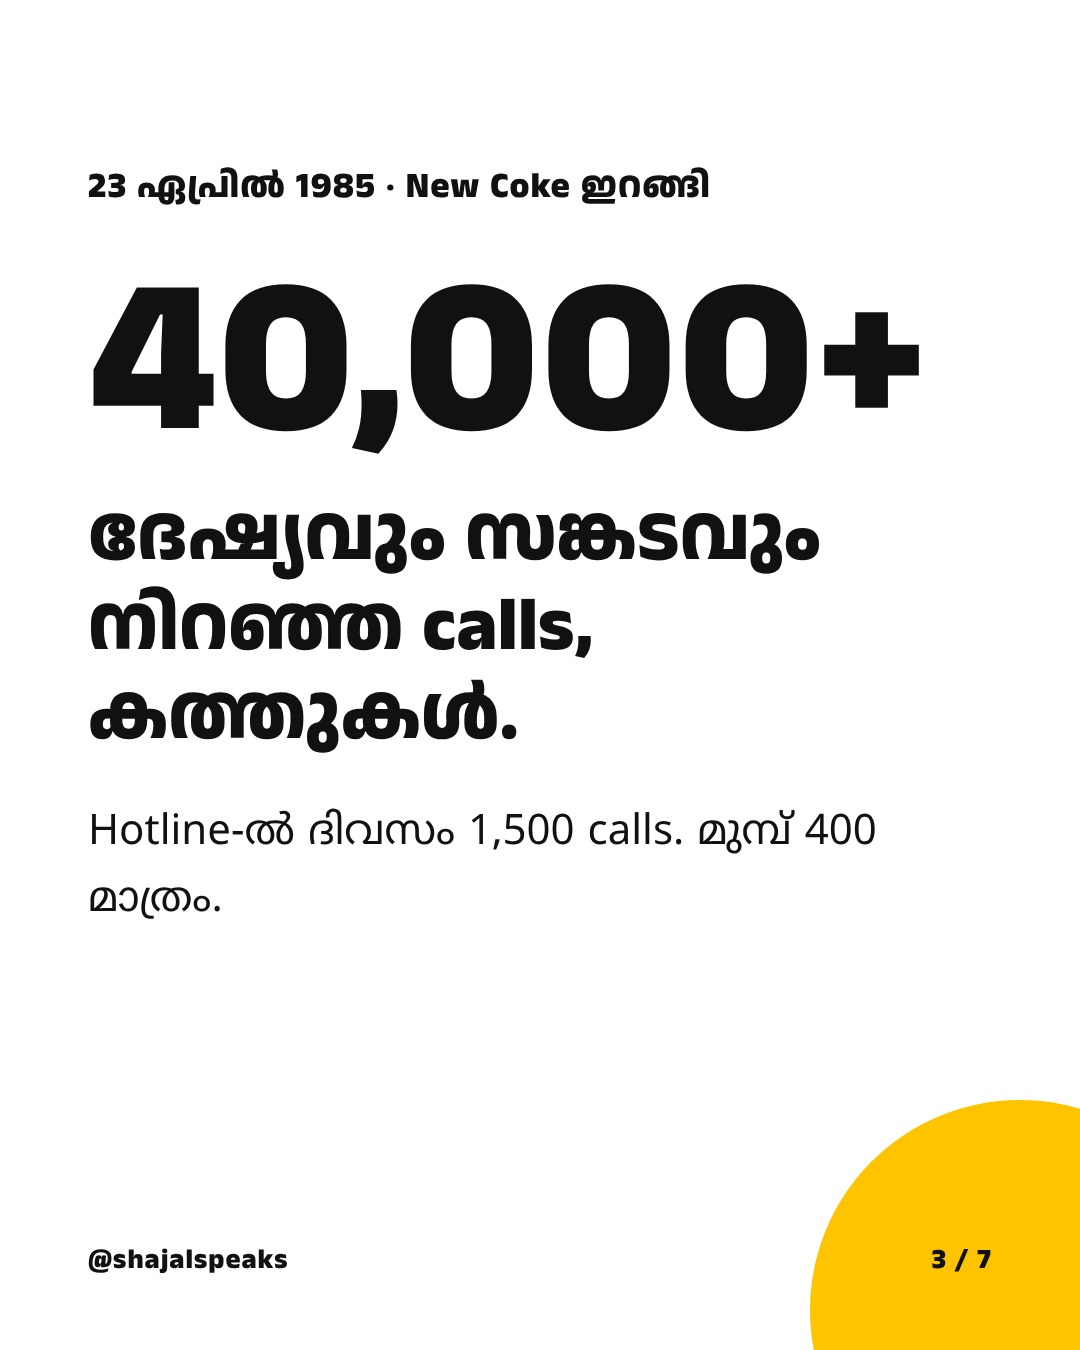 23 ഏപ്രിൽ 1985 · New Coke ഇറങ്ങി
40,000+
ദേഷ്യവും സങ്കടവും
നിറഞ്ഞ calls,
കത്തുകൾ.
Hotline-ൽ ദിവസം 1,500 calls. മുമ്പ് 400
മാത്രം.
@shajalspeaks
3 / 7